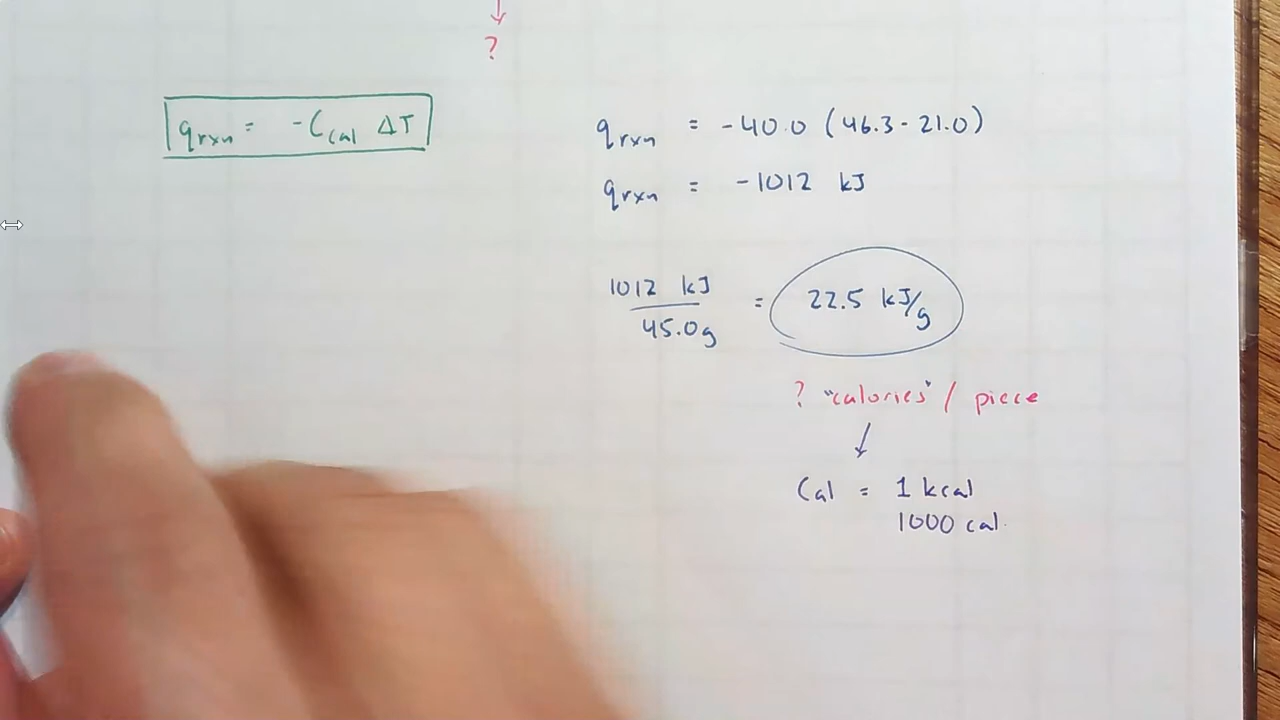 ?
qrxn = -Ccal ΔT
qrxn = -40.0 (46.3 - 21.0)
qrxn = -1012 kJ
1012 kJ
45.0g
= 22.5 kJ/g
? "calories" / piece
Cal = 1 kcal
1000 cal